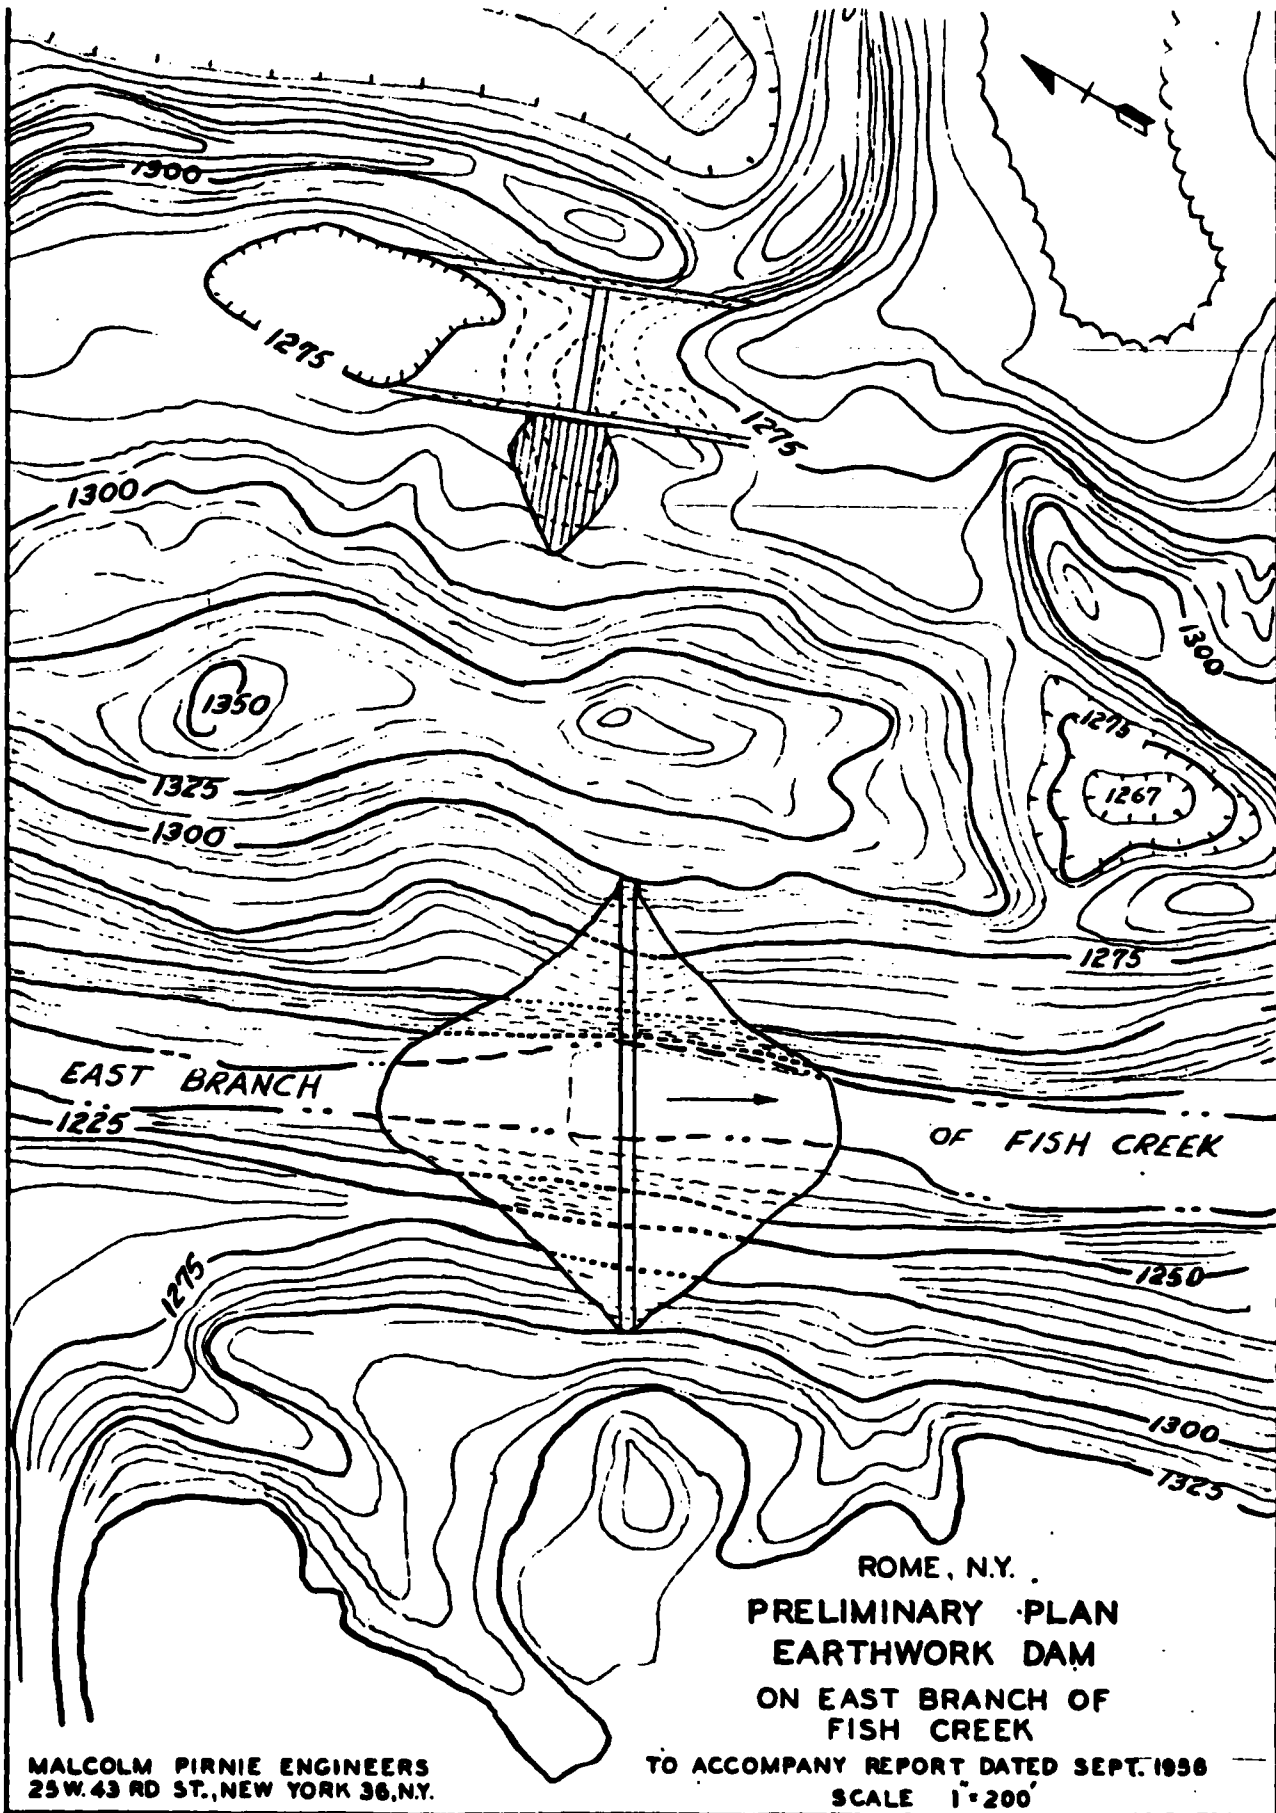 1300
1275
1275
1300
1300
1350
1275
1325
1267
1300
1275
EAST BRANCH
1225
OF FISH CREEK
1275
1250
1300
1325
ROME, N.Y.
PRELIMINARY PLAN
EARTHWORK DAM
ON EAST BRANCH OF
FISH CREEK
MALCOLM PIRNIE ENGINEERS
25 W. 43 RD ST., NEW YORK 36, N.Y.
TO ACCOMPANY REPORT DATED SEPT. 1956
SCALE 1"=200'